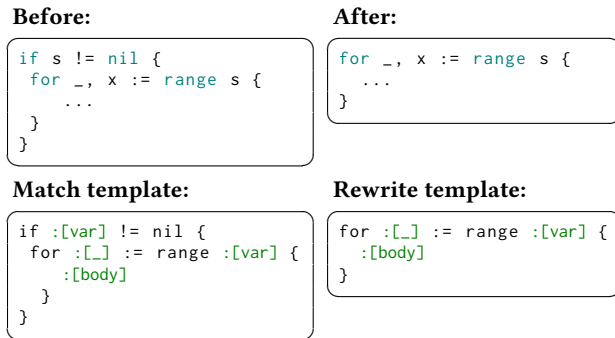 Before:
if s != nil {
 for _, x := range s {
    ...
 }
}
After:
for _, x := range s {
  ...
}
Match template:
if :[var] != nil {
 for :[_] := range :[var] {
    :[body]
  }
}
Rewrite template:
for :[_] := range :[var] {
  :[body]
}